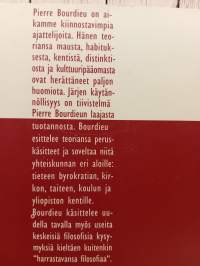 Pierre Bourdieu on ai-
kamme kiinnostavimpia
ajattelijoita. Hänen teo-
riansa mausta, habituk-
sesta, kentistä, distinktio-
ista ja kulttuuripääomasta
ovat herättäneet paljon
huomiota. Järjen käytän-
nöllisyys on tiivistelmä
Pierre Bourdieun laajasta
tuotannosta. Bourdieu
esittelee teoriansa perus-
käsitteet ja soveltaa niitä
yhteiskunnan eri aloille:
tieteen byrokratian, kir-
kon, taiteen, koulun ja
yliopiston kentille.
Bourdieu käsittelee uu-
della tavalla myös useita
keskeisiä filosofisia kysy-
myksiä kieltäen kuitenkin
"harrastavansa filosofiaa".